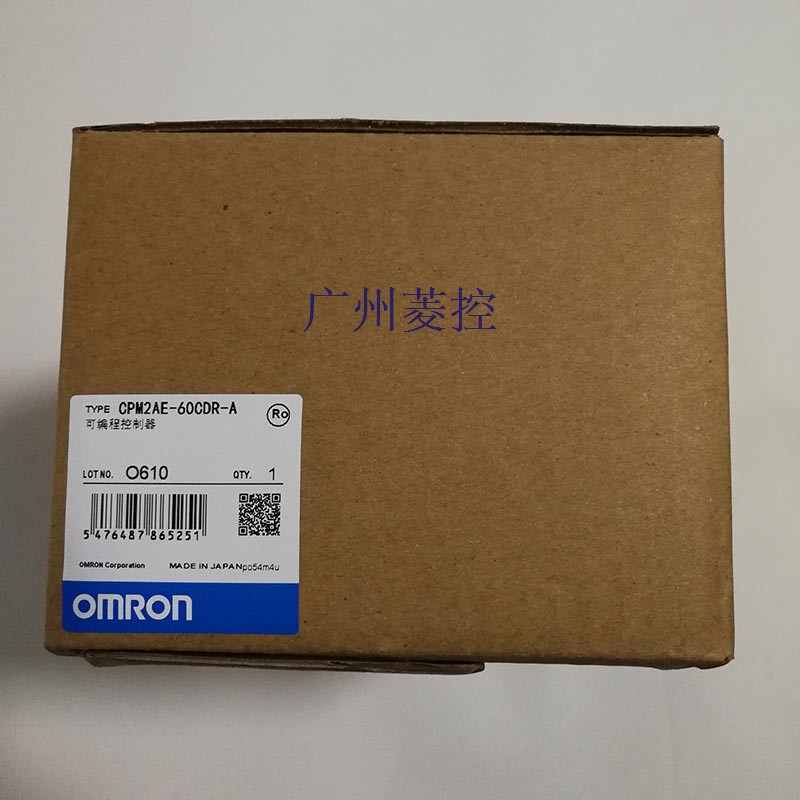 广州菱控
TYPE CPM2AE-60CDR-A
Ro
可编程控制器
LOT NO. O610 QTY. 1
5 476487 865251
OMRON Corporation MADE IN JAPANpo54m4u
OMRON